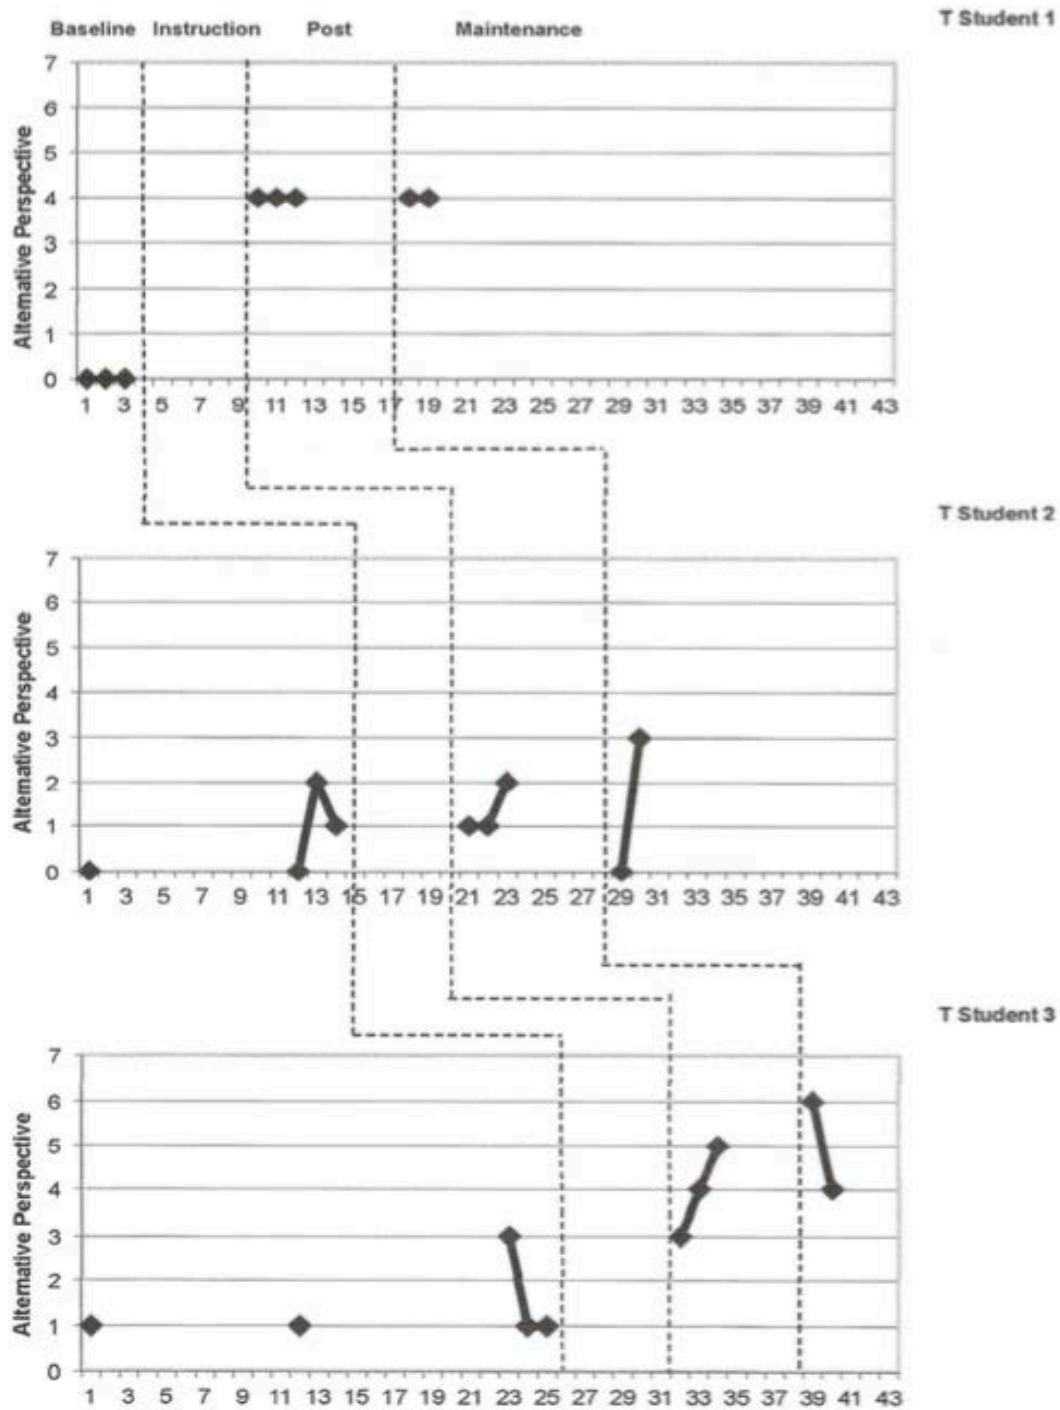 T Student 1
Baseline Instruction Post Maintenance
7
6
5
4
3
2
1
0
Alternative Perspective
1 3 5 7 9 11 13 15 17 19 21 23 25 27 29 31 33 35 37 39 41 43
T Student 2
7
6
5
4
3
2
1
0
Alternative Perspective
1 3 5 7 9 11 13 15 17 19 21 23 25 27 29 31 33 35 37 39 41 43
T Student 3
7
6
5
4
3
2
1
0
Alternative Perspective
1 3 5 7 9 11 13 15 17 19 21 23 25 27 29 31 33 35 37 39 41 43